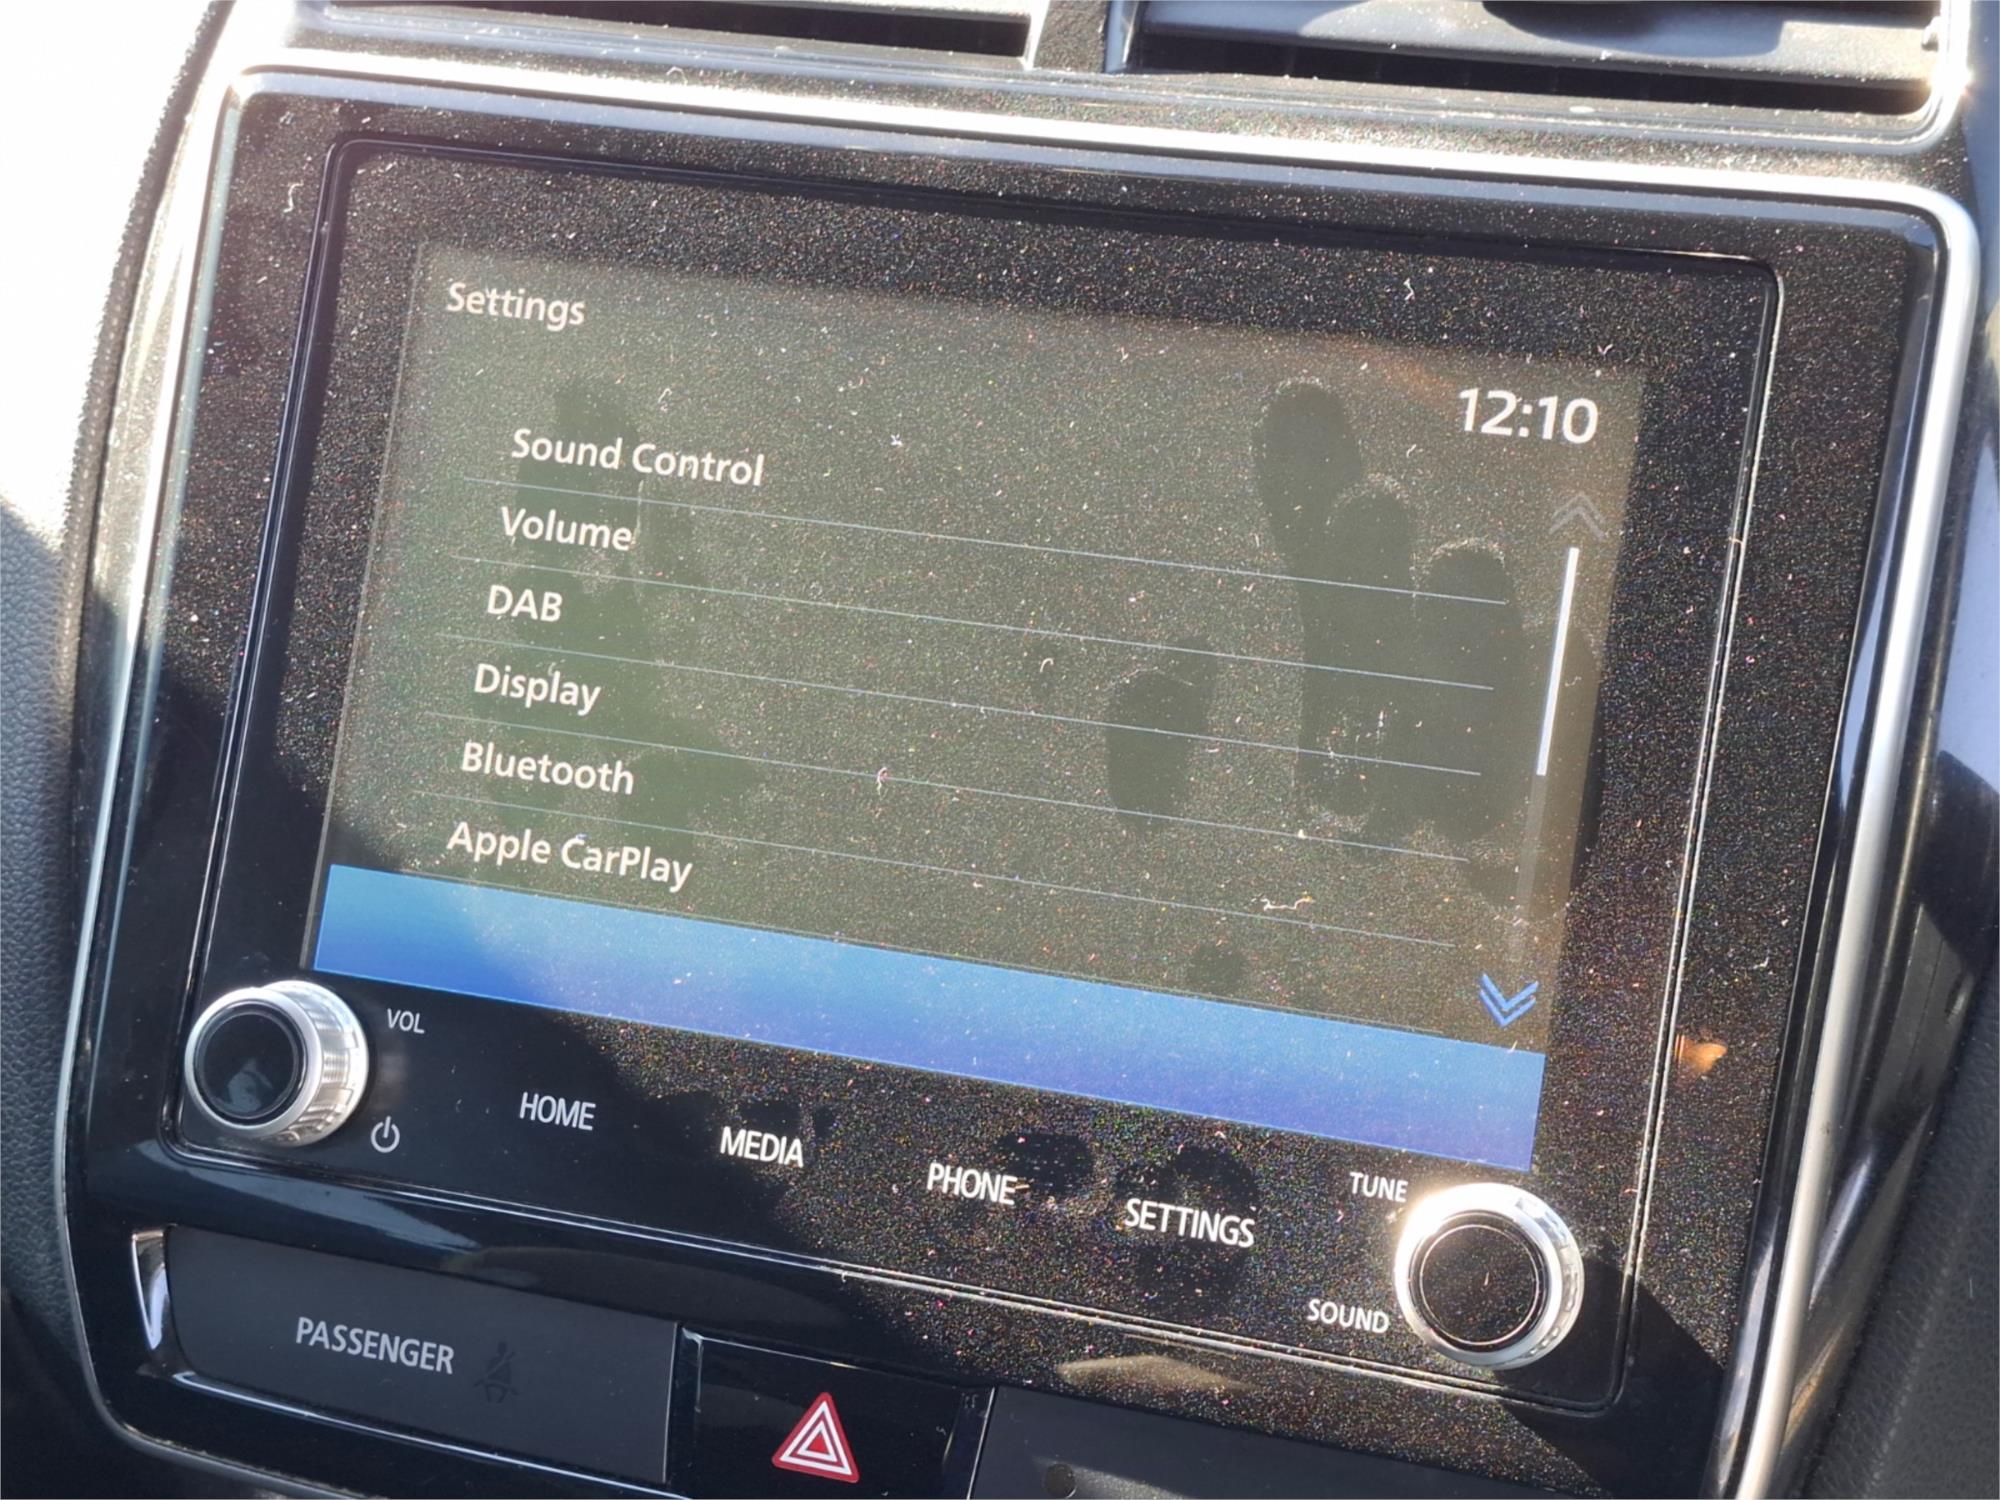 Settings
12:10
Sound Control
Volume
DAB
Display
Bluetooth
Apple CarPlay
VOL
HOME
MEDIA
PHONE
SETTINGS
TUNE
SOUND
PASSENGER